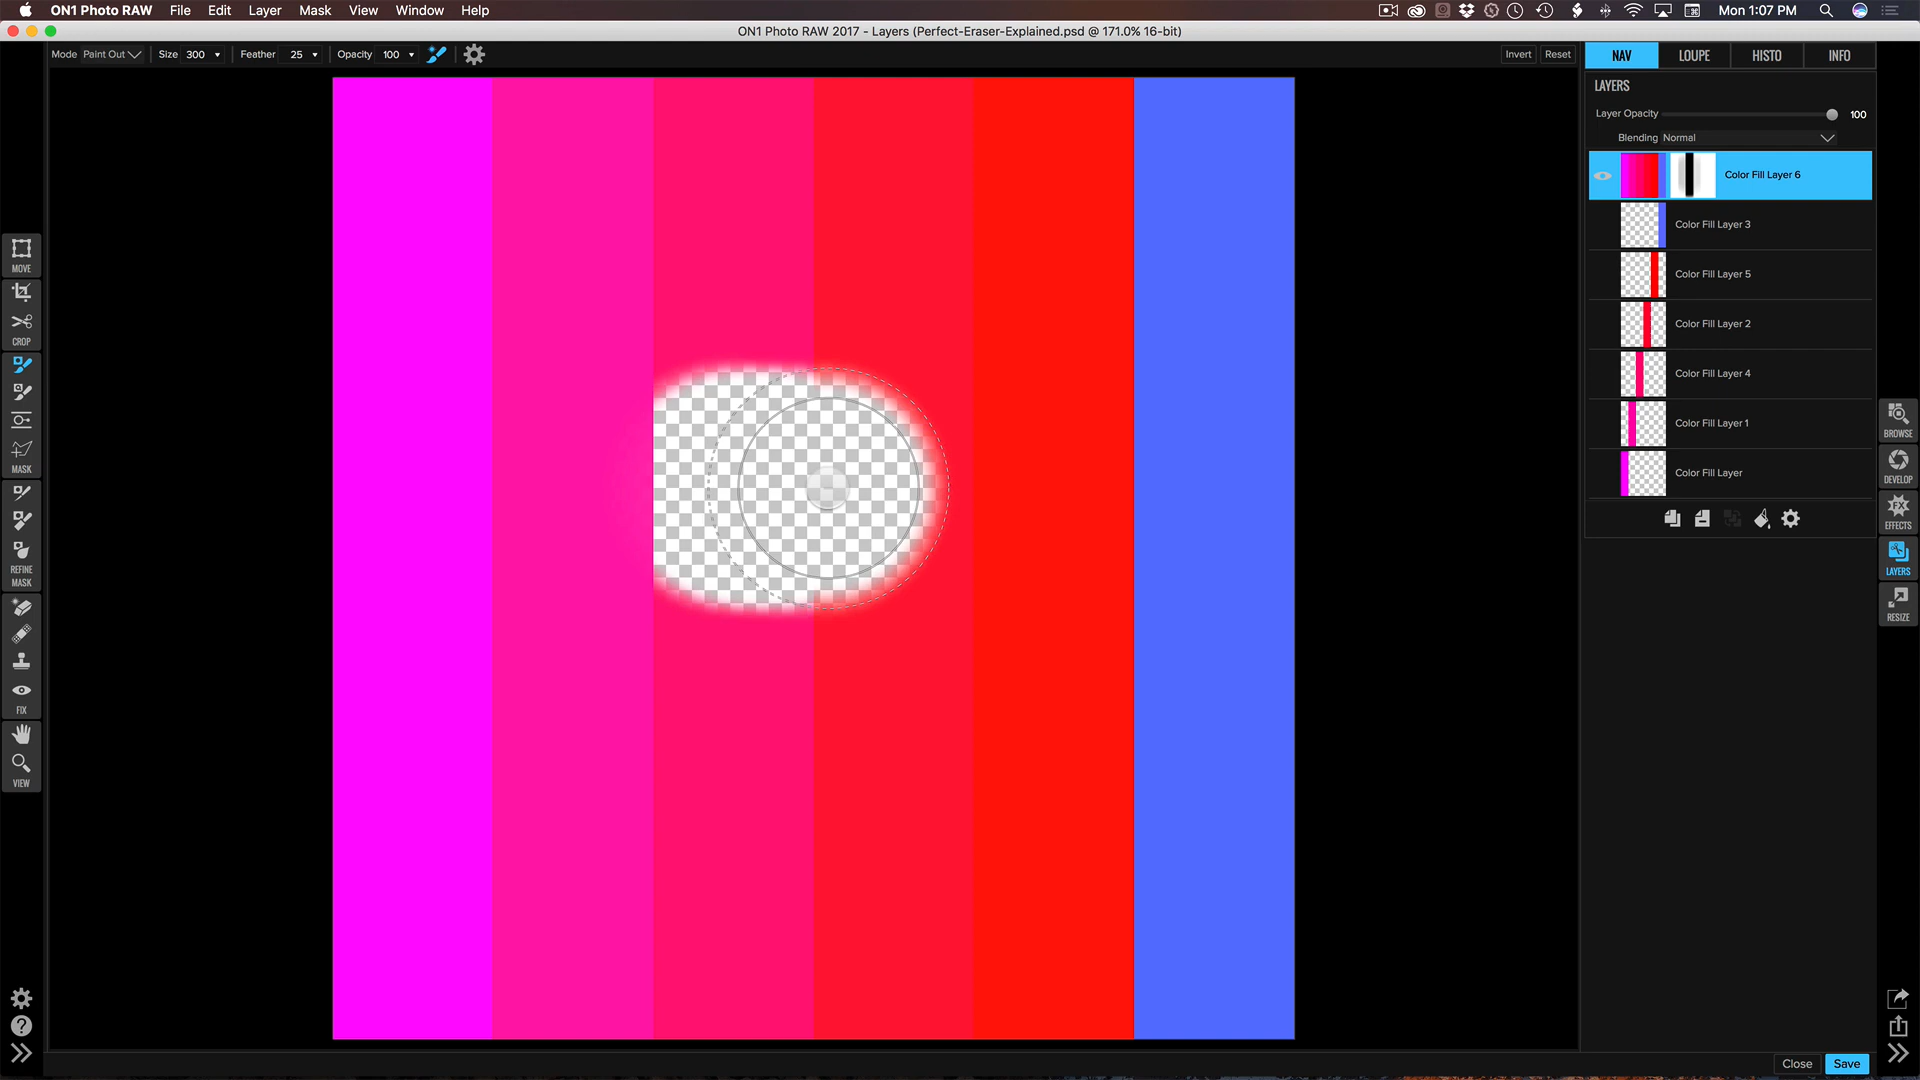 ON1 Photo RAW File Edit Layer Mask View Window Help Mon 1:07 PM
ON1 Photo RAW 2017 - Layers (Perfect-Eraser-Explained.psd @ 171.0% 16-bit)
Mode Paint Out Size 300 Feather 25 Opacity 100 Invert Reset
NAV LOUPE HISTO INFO
LAYERS
Layer Opacity 100
Blending Normal
Color Fill Layer 6
Color Fill Layer 3
Color Fill Layer 5
Color Fill Layer 2
Color Fill Layer 4
Color Fill Layer 1
Color Fill Layer
MOVE
CROP
MASK
REFINE
MASK
FIX
VIEW
BROWSE
DEVELOP
FX
EFFECTS
LAYERS
RESIZE
Close Save